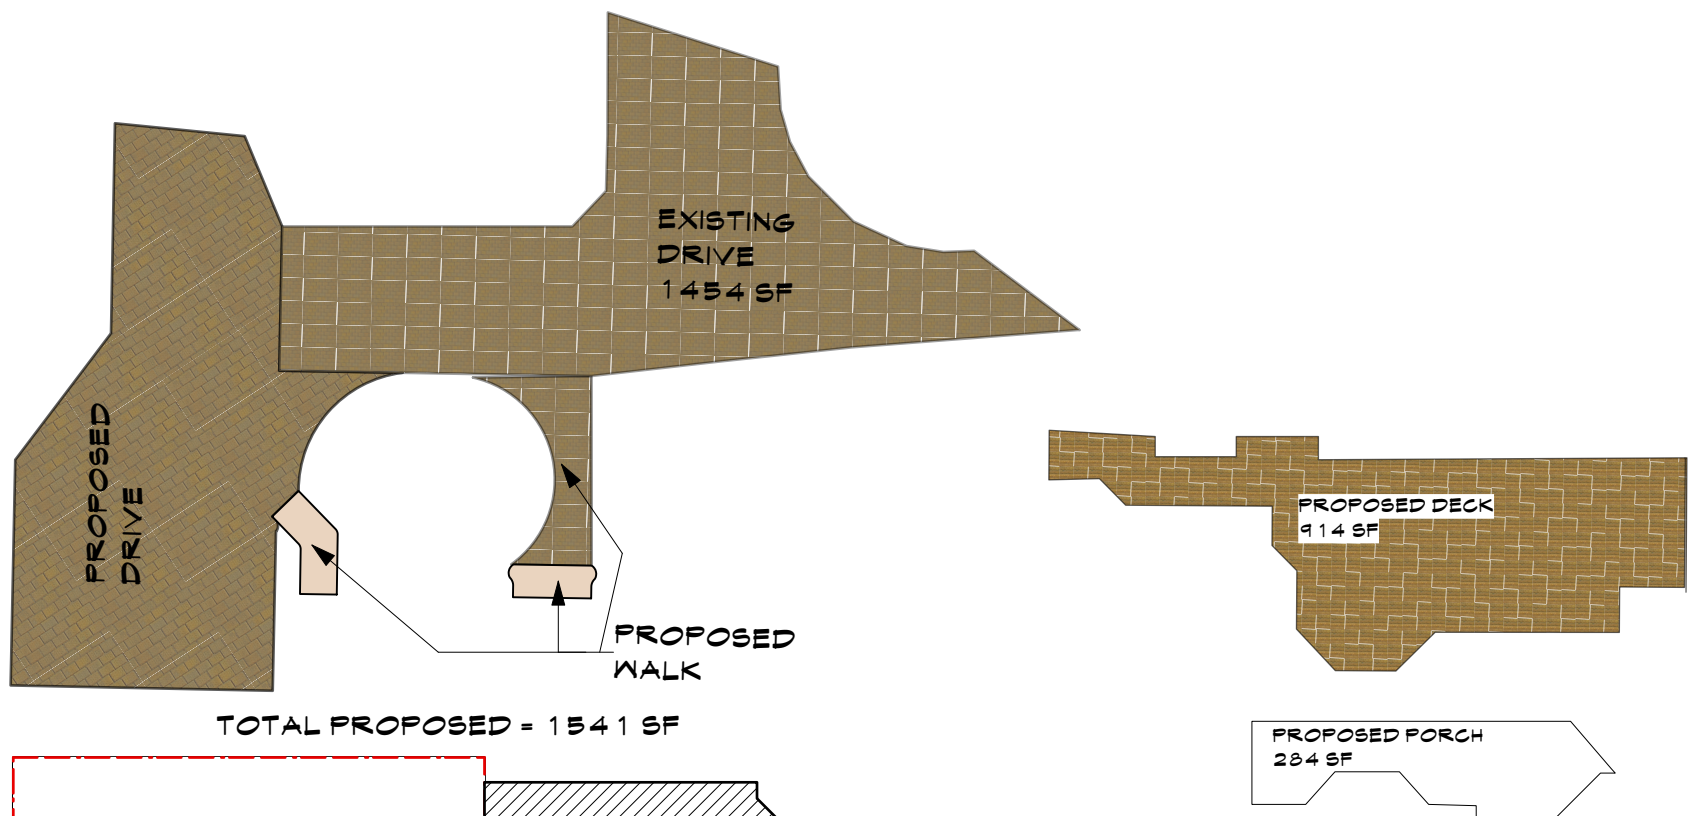 EXISTING
DRIVE
1454 SF
PROPOSED
DRIVE
PROPOSED DECK
914 SF
PROPOSED
WALK
TOTAL PROPOSED = 1541 SF
PROPOSED PORCH
284 SF